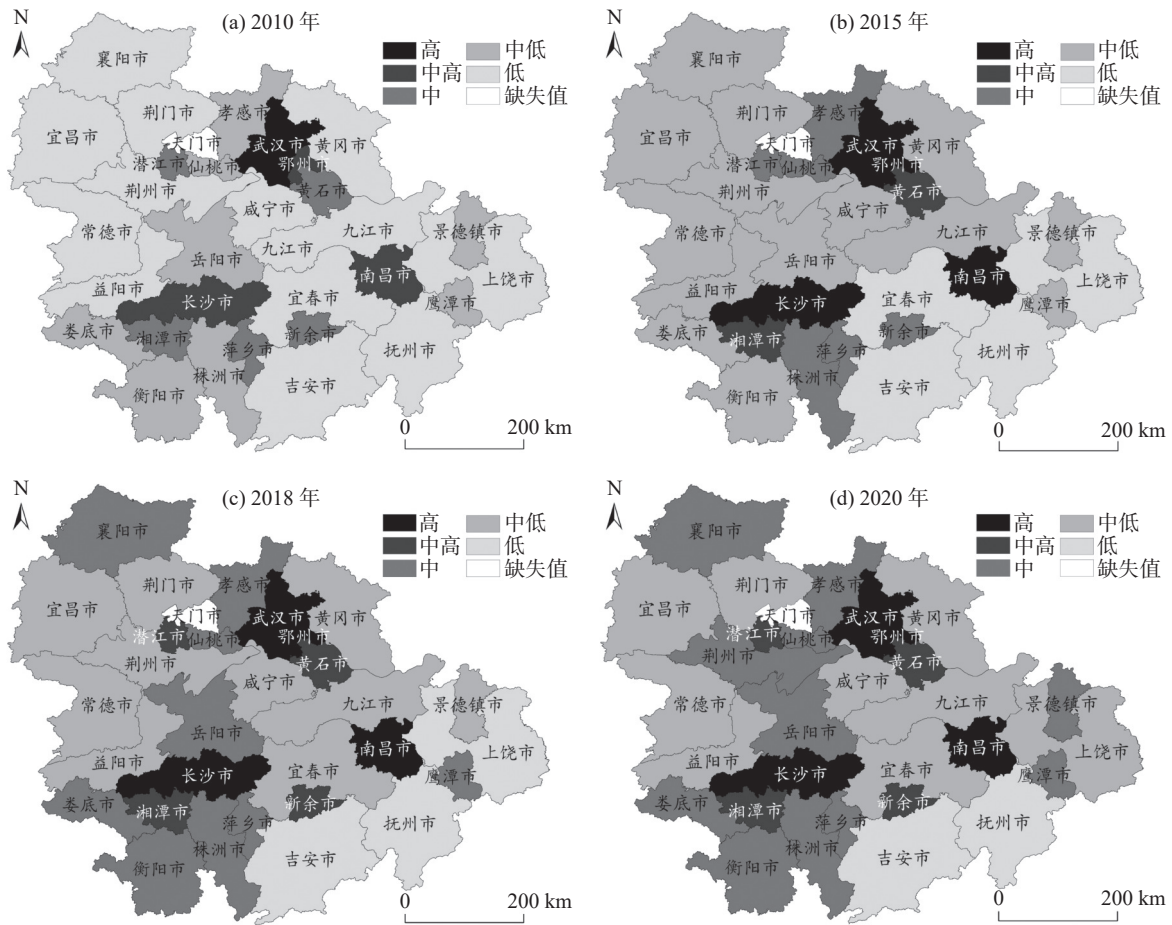 N
(a) 2010 年
高
中高
中
中低
低
缺失值
襄阳市
荆门市
孝感市
宜昌市
天门市
武汉市
黄冈市
潜江市
仙桃市
鄂州市
荆州市
黄石市
咸宁市
常德市
九江市
景德镇市
岳阳市
九江市
南昌市
上饶市
益阳市
长沙市
宜春市
鹰潭市
娄底市
湘潭市
新余市
萍乡市
抚州市
株洲市
衡阳市
吉安市
0 200 km
N
(b) 2015 年
高
中高
中
中低
低
缺失值
襄阳市
荆门市
孝感市
宜昌市
天门市
武汉市
黄冈市
潜江市
仙桃市
鄂州市
荆州市
黄石市
咸宁市
常德市
九江市
景德镇市
岳阳市
南昌市
上饶市
益阳市
长沙市
宜春市
鹰潭市
娄底市
湘潭市
新余市
萍乡市
抚州市
株洲市
衡阳市
吉安市
0 200 km
N
(c) 2018 年
高
中高
中
中低
低
缺失值
襄阳市
荆门市
孝感市
宜昌市
天门市
武汉市
黄冈市
潜江市
仙桃市
鄂州市
荆州市
黄石市
咸宁市
常德市
九江市
景德镇市
岳阳市
南昌市
上饶市
益阳市
长沙市
宜春市
鹰潭市
娄底市
湘潭市
新余市
萍乡市
抚州市
株洲市
衡阳市
吉安市
0 200 km
N
(d) 2020 年
高
中高
中
中低
低
缺失值
襄阳市
荆门市
孝感市
宜昌市
天门市
武汉市
黄冈市
潜江市
仙桃市
鄂州市
荆州市
黄石市
咸宁市
常德市
九江市
景德镇市
岳阳市
南昌市
上饶市
益阳市
长沙市
宜春市
鹰潭市
娄底市
湘潭市
新余市
萍乡市
抚州市
株洲市
衡阳市
吉安市
0 200 km